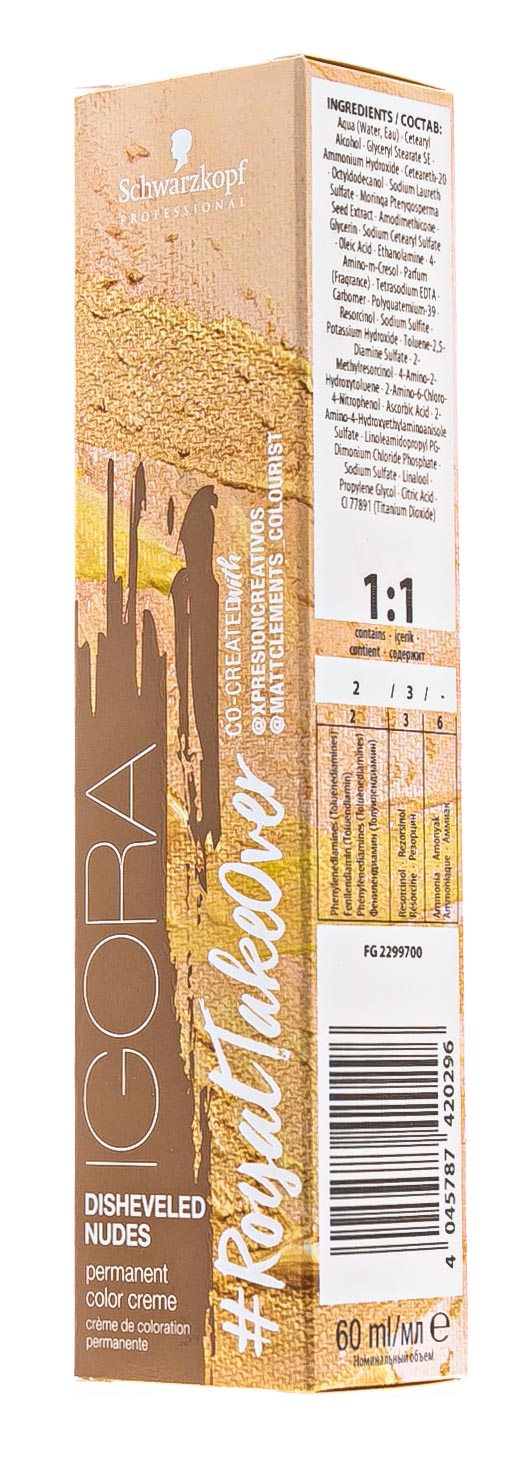 Schwarzkopf
PROFESSIONAL
CO-CREATED with
@XPRESIONCREATIVOS
@MATTCLEMENTS_COLOURIST
#RoyalTakeOver
IGORA
DISHEVELED
NUDES
permanent
color creme
crème de coloration
permanente
INGREDIENTS / СОСТАВ:
Aqua (Water, Eau) · Cetearyl
Alcohol · Glyceryl Stearate SE ·
Ammonium Hydroxide · Ceteareth-20
· Octyldodecanol · Sodium Laureth
Sulfate · Moringa Pterygosperma
Seed Extract · Amodimethicone ·
Glycerin · Sodium Cetearyl Sulfate
· Oleic Acid · Ethanolamine · 4-
Amino-m-Cresol · Parfum
(Fragrance) · Tetrasodium EDTA ·
Carbomer · Polyquaternium-39 ·
Resorcinol · Sodium Sulfite ·
Potassium Hydroxide · Toluene-2,5-
Diamine Sulfate · 2-
Methylresorcinol · 4-Amino-2-
Hydroxytoluene · 2-Amino-6-Chloro-
4-Nitrophenol · Ascorbic Acid · 2-
Amino-4-Hydroxyethylaminoanisole
Sulfate · Linoleamidopropyl PG-
Dimonium Chloride Phosphate ·
Sodium Sulfate · Linalool ·
Propylene Glycol · Citric Acid ·
CI 77891 (Titanium Dioxide)
1:1
contains · içerik ·
contient · содержит
2 / 3 / -
2 3 6
Phenylenediamines (Toluenediamines)
Fenilendiamin (Toluendiamin)
Phenylènediamines (Toluènediamines)
Фенилендиамин (Толуилендиамин)
Resorcinol · Rezorsinol
Résorcine · Резорцин
Ammonia · Amonyak
Ammoniaque · Аммиак
FG 2299700
4 045787 420296
60 ml/мл e
Номинальный объем